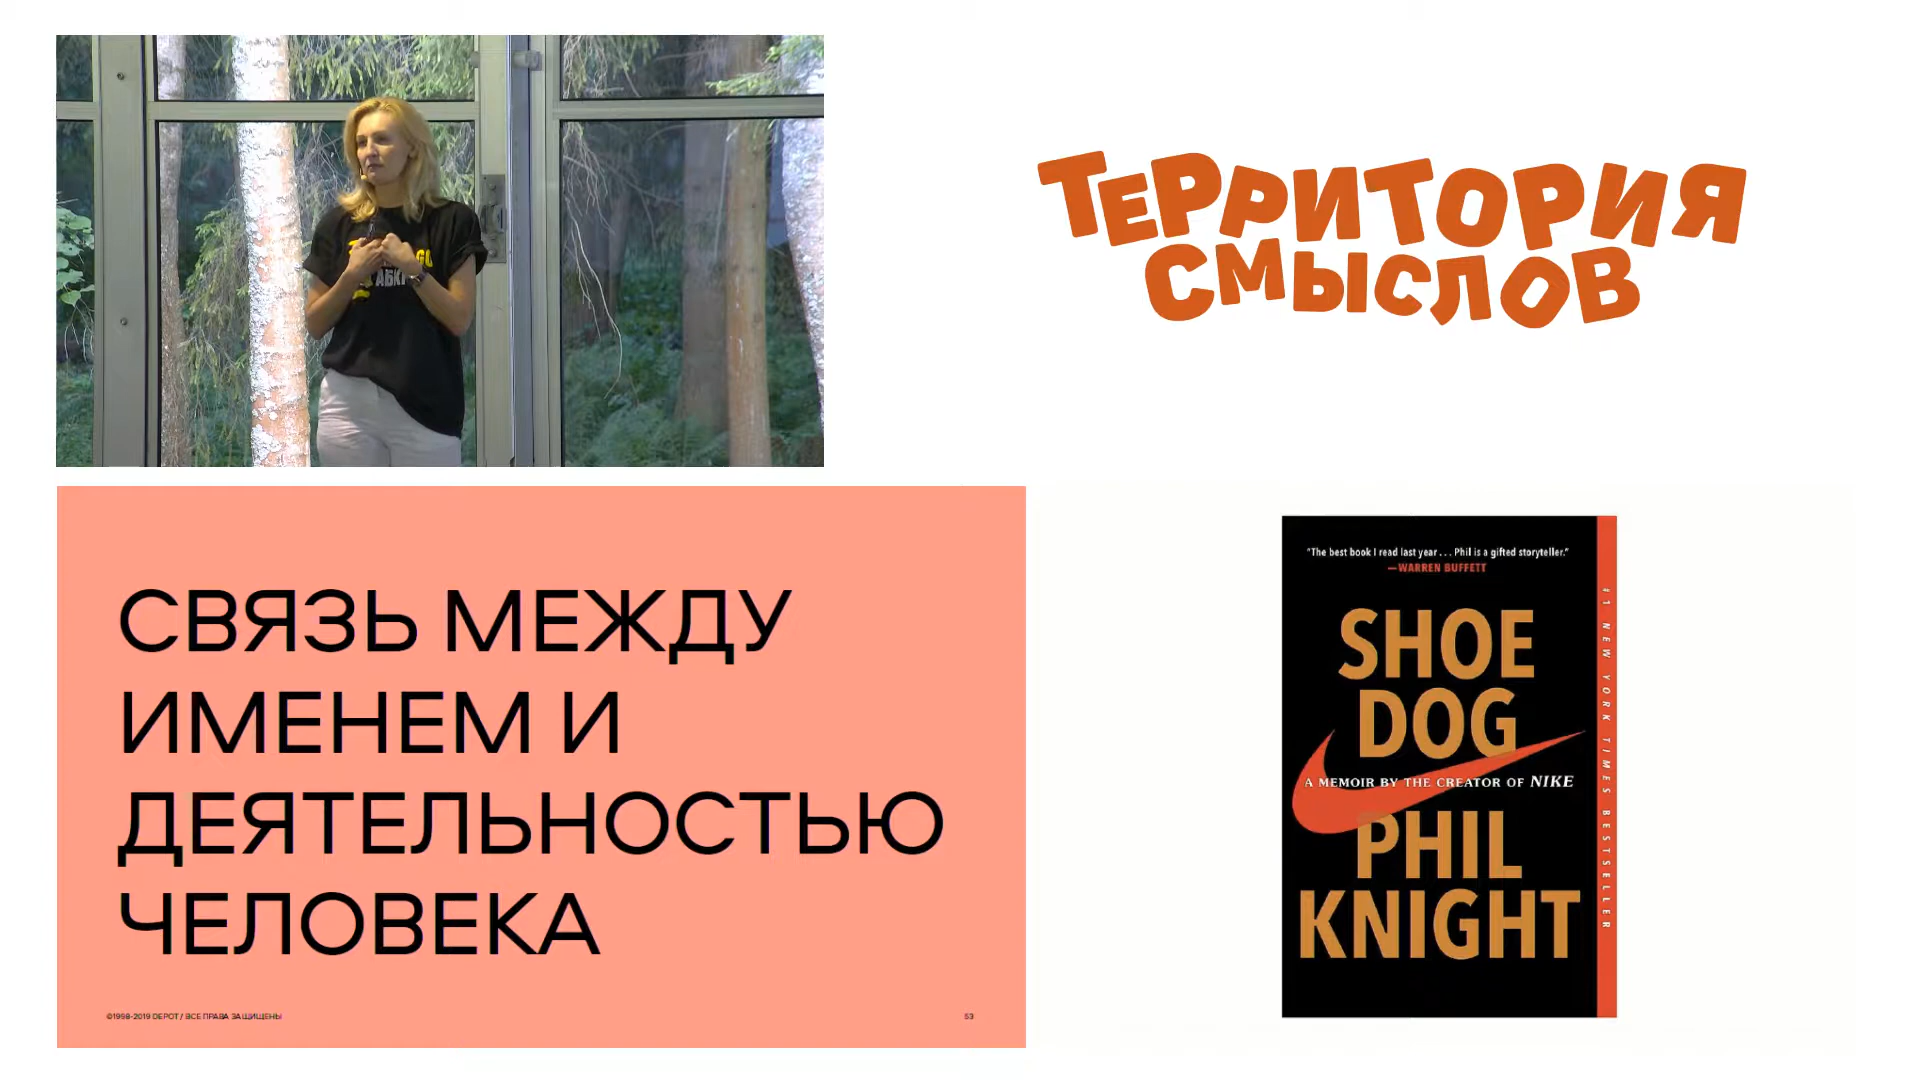 ТЕРРИТОРИЯ
СМЫСЛОВ
СВЯЗЬ МЕЖДУ
ИМЕНЕМ И
ДЕЯТЕЛЬНОСТЬЮ
ЧЕЛОВЕКА
©1998-2019 DEPOT / ВСЕ ПРАВА ЗАЩИЩЕНЫ
53
"The best book I read last year . . . Phil is a gifted storyteller."
—WARREN BUFFETT
SHOE
DOG
A MEMOIR BY THE CREATOR OF NIKE
PHIL
KNIGHT
#1 NEW YORK TIMES BESTSELLER